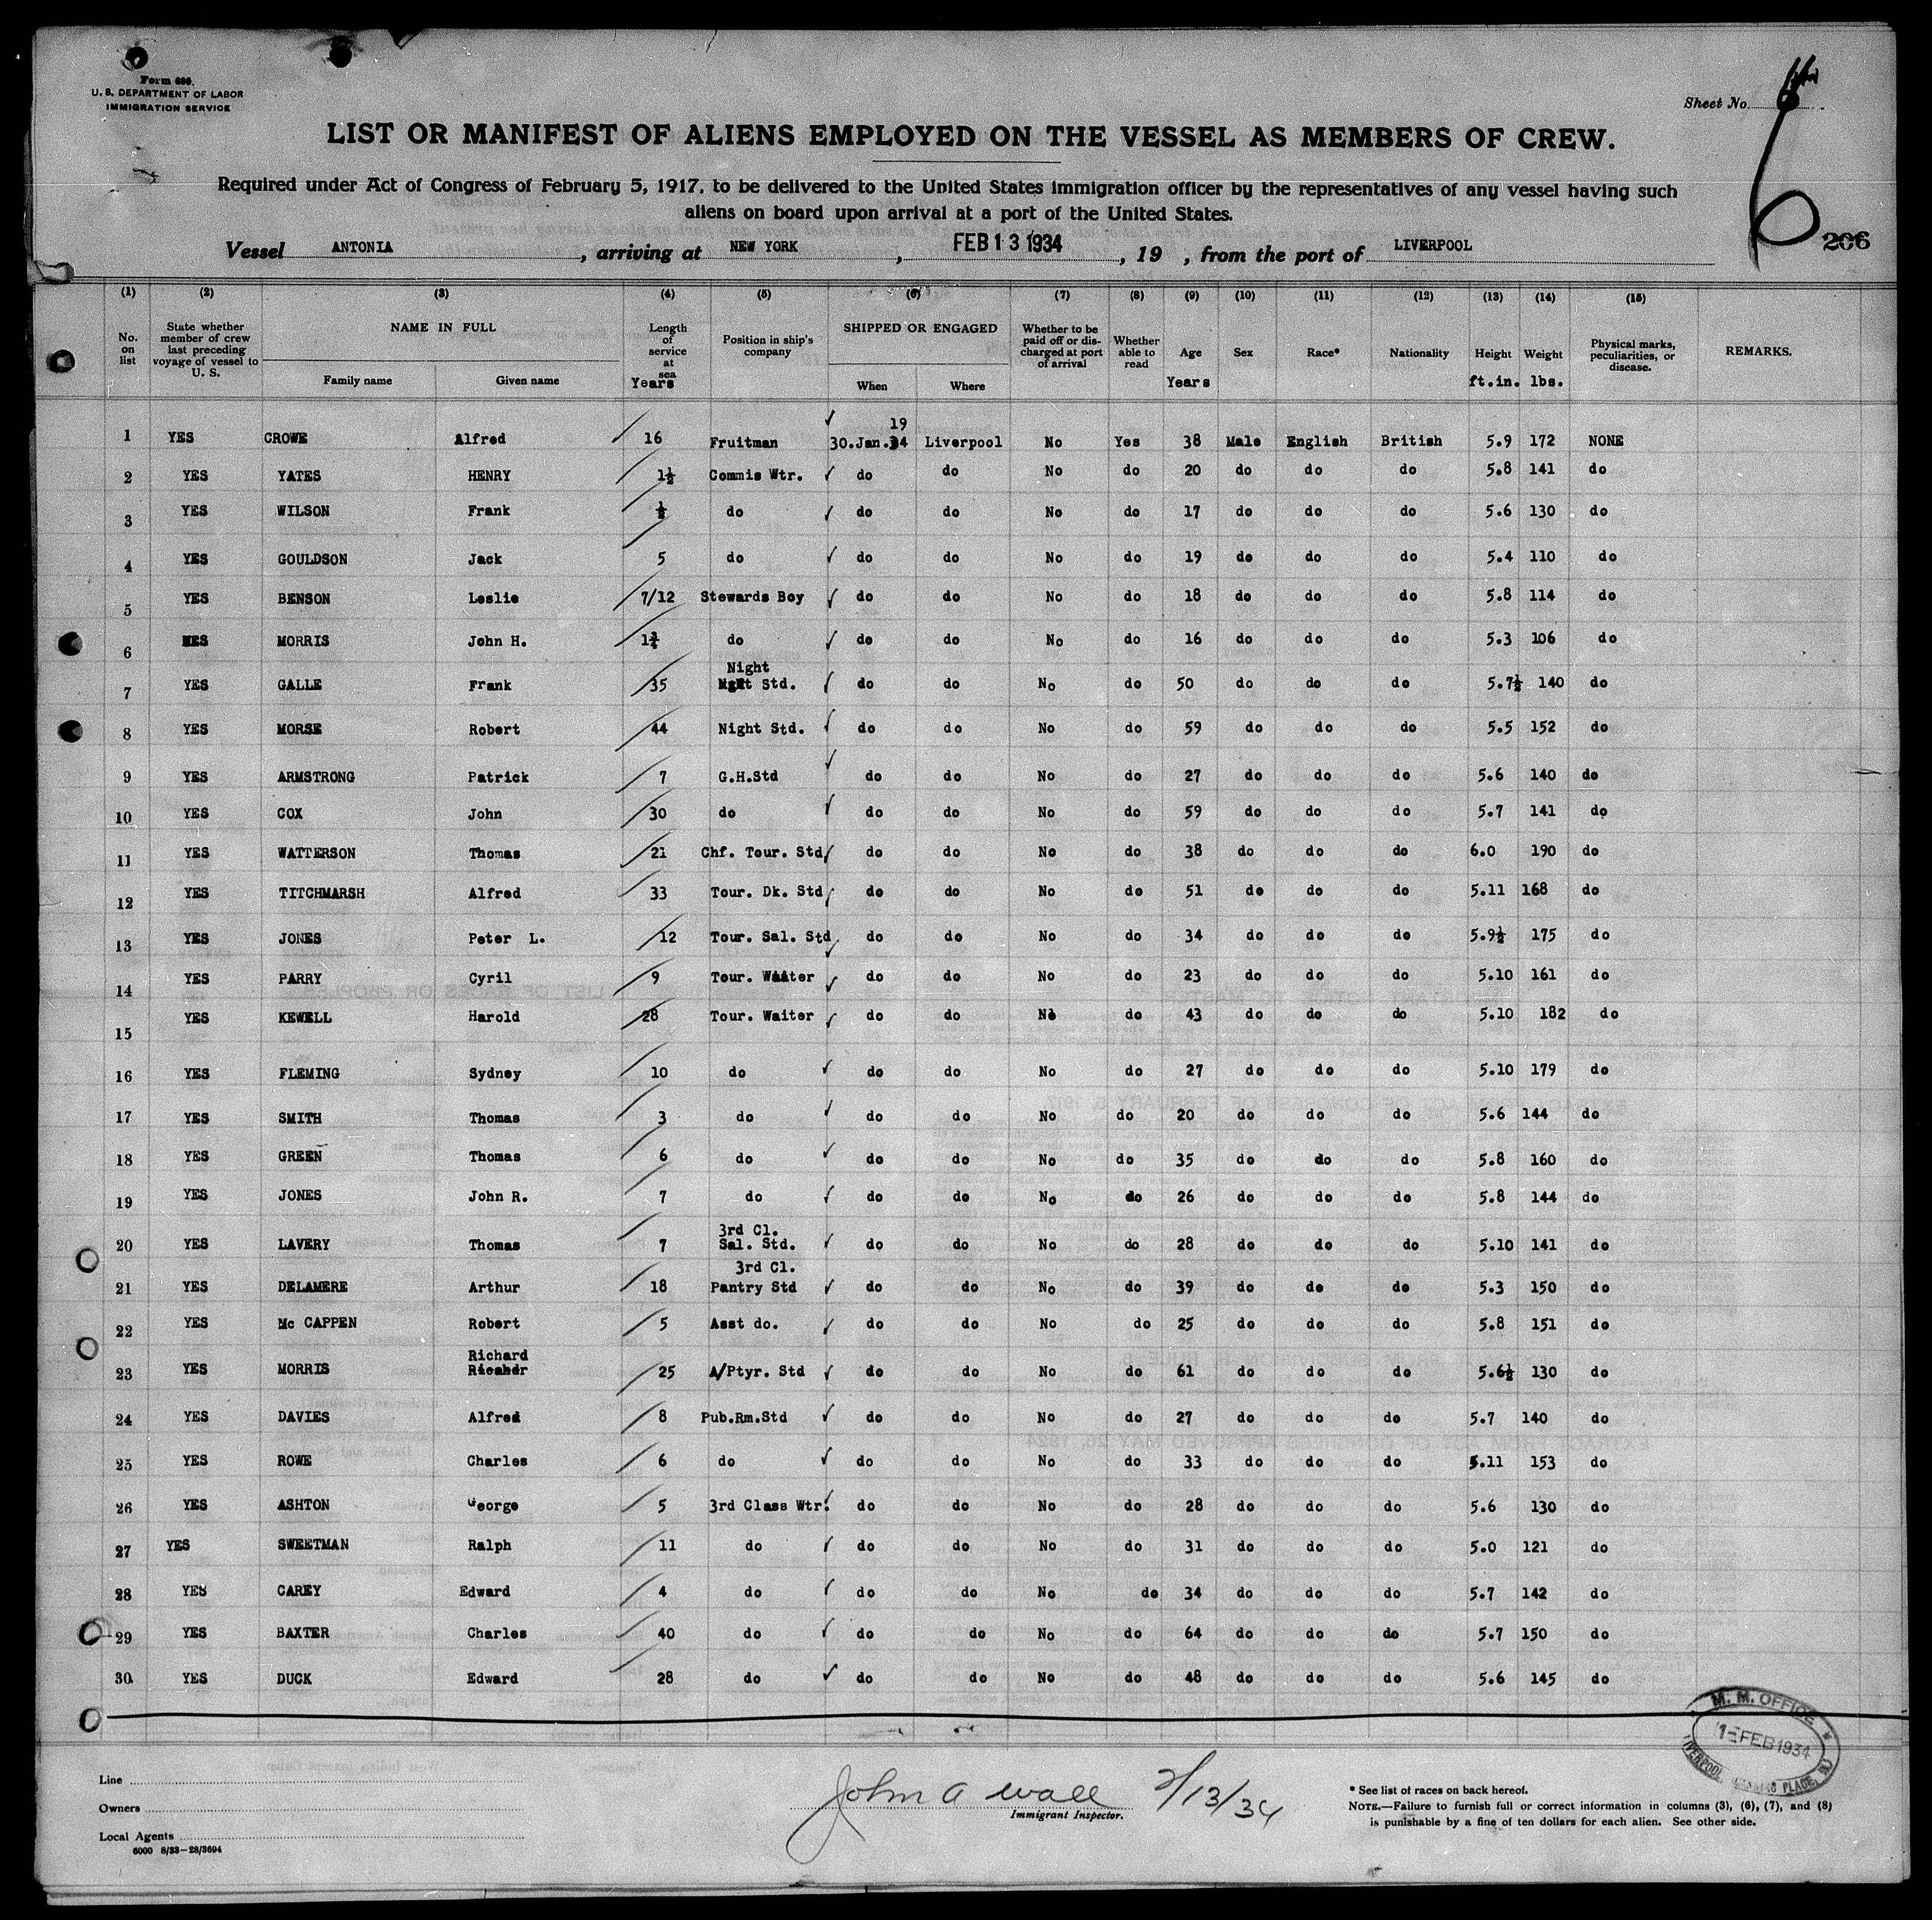 Form 689.
U. S. DEPARTMENT OF LABOR
IMMIGRATION SERVICE
Sheet No. 6
LIST OR MANIFEST OF ALIENS EMPLOYED ON THE VESSEL AS MEMBERS OF CREW.
Required under Act of Congress of February 5, 1917, to be delivered to the United States immigration officer by the representatives of any vessel having such
aliens on board upon arrival at a port of the United States.
6
206
Vessel ANTONIA, arriving at NEW YORK, FEB 13 1934, 19 , from the port of LIVERPOOL
(1) (2) (3) (4) (5) (6) (7) (8) (9) (10) (11) (12) (13) (14) (15)
No. on list | State whether member of crew last preceding voyage of vessel to U. S. | NAME IN FULL Family name Given name | Length of service at sea Years | Position in ship's company | SHIPPED OR ENGAGED When Where | Whether to be paid off or discharged at port of arrival | Whether able to read | Age Years | Sex | Race* | Nationality | Height ft.in. | Weight lbs. | Physical marks, peculiarities, or disease. | REMARKS.
1 YES CROWE Alfred 16 Fruitman 30.Jan.34 19 Liverpool No Yes 38 Male English British 5.9 172 NONE
2 YES YATES HENRY 1½ Commis Wtr. do do No do 20 do do do 5.8 141 do
3 YES WILSON Frank ½ do do do No do 17 do do do 5.6 130 do
4 YES GOULDSON Jack 5 do do do No do 19 do do do 5.4 110 do
5 YES BENSON Leslie 7/12 Stewards Boy do do No do 18 do do do 5.8 114 do
6 YES MORRIS John H. 1¾ do do do No do 16 do do do 5.3 106 do
7 YES GALLE Frank 35 Night Std. do do No do 50 do do do 5.7½ 140 do
8 YES MORSE Robert 44 Night Std. do do No do 59 do do do 5.5 152 do
9 YES ARMSTRONG Patrick 7 G.H.Std do do No do 27 do do do 5.6 140 do
10 YES COX John 30 do do do No do 59 do do do 5.7 141 do
11 YES WATTERSON Thomas 21 Chf. Tour. Std do do No do 38 do do do 6.0 190 do
12 YES TITCHMARSH Alfred 33 Tour. Dk. Std do do No do 51 do do do 5.11 168 do
13 YES JONES Peter L. 12 Tour. Sal. Std do do No do 34 do do do 5.9½ 175 do
14 YES PARRY Cyril 9 Tour. Waiter do do No do 23 do do do 5.10 161 do
15 YES KEWELL Harold 28 Tour. Waiter do do No do 43 do do do 5.10 182 do
16 YES FLEMING Sydney 10 do do do No do 27 do do do 5.10 179 do
17 YES SMITH Thomas 3 do do do No do 20 do do do 5.6 144 do
18 YES GREEN Thomas 6 do do do No do 35 do do do 5.8 160 do
19 YES JONES John R. 7 do do do No do 26 do do do 5.8 144 do
20 YES LAVERY Thomas 7 3rd Cl. Sal. Std. do do No do 28 do do do 5.10 141 do
21 YES DELAMERE Arthur 18 3rd Cl. Pantry Std do do No do 39 do do do 5.3 150 do
22 YES Mc CAPPEN Robert 5 Asst do. do do No do 25 do do do 5.8 151 do
23 YES MORRIS Richard 25 A/Ptyr. Std do do No do 61 do do do 5.6½ 130 do
24 YES DAVIES Alfred 8 Pub.Rm.Std do do No do 27 do do do 5.7 140 do
25 YES ROWE Charles 6 do do do No do 33 do do do 5.11 153 do
26 YES ASHTON George 5 3rd Class Wtr. do do No do 28 do do do 5.6 130 do
27 YES SWEETMAN Ralph 11 do do do No do 31 do do do 5.0 121 do
28 YES CAREY Edward 4 do do do No do 34 do do do 5.7 142 do
29 YES BAXTER Charles 40 do do do No do 64 do do do 5.7 150 do
30 YES DUCK Edward 28 do do do No do 48 do do do 5.6 145 do
M. M. OFFICE
1-FEB 1934
LIVERPOOL PLACE
Line
Owners
Local Agents
6000 8/33-28/3694
John A Wall 2/13/34
Immigrant Inspector.
* See list of races on back hereof.
NOTE.—Failure to furnish full or correct information in columns (3), (6), (7), and (8)
is punishable by a fine of ten dollars for each alien. See other side.